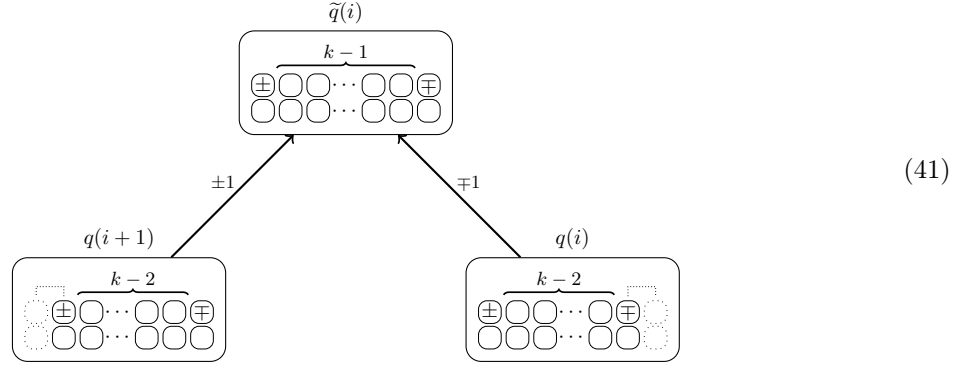 q̃(i)
k − 1
± ··· ∓
···
±1 ∓1 (41)
q(i + 1) q(i)
k − 2 k − 2
± ··· ∓ ± ··· ∓
··· ···